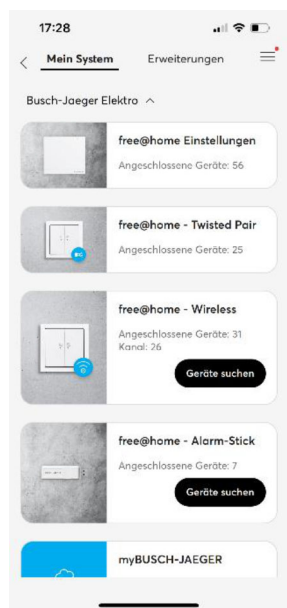 17:28
Mein System Erweiterungen
Busch-Jaeger Elektro
free@home Einstellungen
Angeschlossene Geräte: 56
free@home - Twisted Pair
Angeschlossene Geräte: 25
free@home - Wireless
Angeschlossene Geräte: 31
Kanal: 26
Geräte suchen
free@home - Alarm-Stick
Angeschlossene Geräte: 7
Geräte suchen
myBUSCH-JAEGER